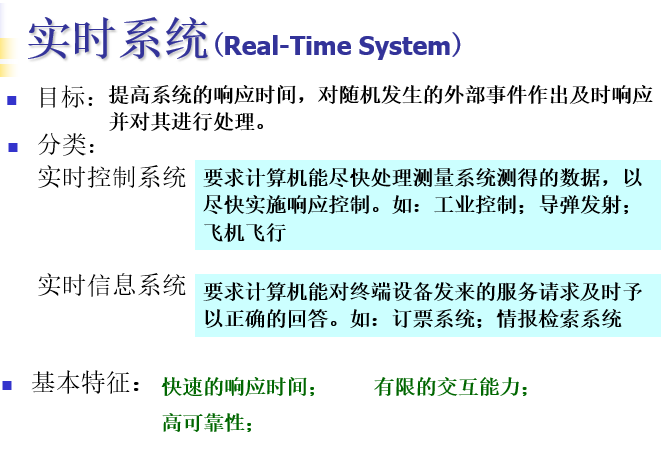 实时系统(Real-Time System)
目标：提高系统的响应时间，对随机发生的外部事件作出及时响应
并对其进行处理。
分类：
实时控制系统 要求计算机能尽快处理测量系统测得的数据，以
尽快实施响应控制。如：工业控制；导弹发射；
飞机飞行
实时信息系统 要求计算机能对终端设备发来的服务请求及时予
以正确的回答。如：订票系统；情报检索系统
基本特征：快速的响应时间； 有限的交互能力；
高可靠性；